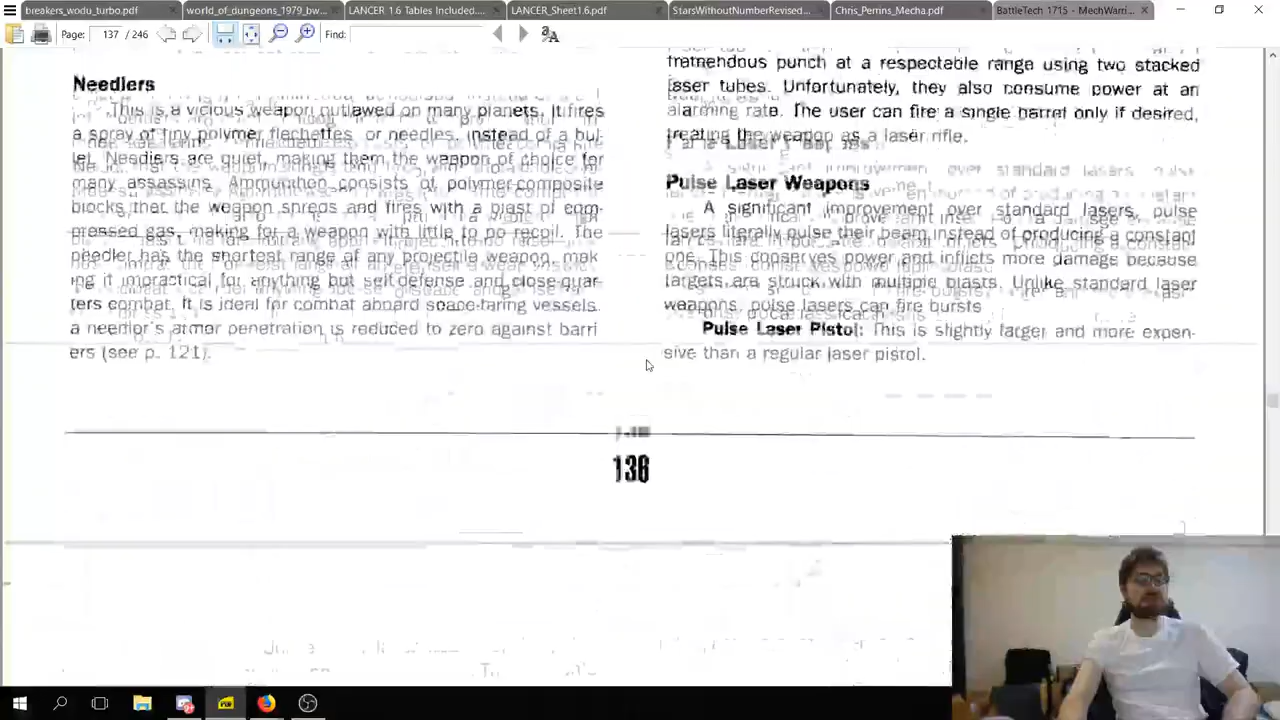 breakers_wodu_turbo.pdf
world_of_dungeons_1979_bw...
LANCER 1.6 Tables Included....
LANCER_Sheet1.6.pdf
StarsWithoutNumberRevised...
Chris_Perrins_Mecha.pdf
BattleTech 1715 - MechWarri...
Page: 137 / 246
Find:
Needlers
This is a vicious weapon outlawed on many planets. It fires
a spray of tiny polymer flechettes, or needles, instead of a bul-
let. Needlers are quiet, making them the weapon of choice for
many assassins. Ammunition consists of polymer-composite
blocks that the weapon shreds and fires with a blast of com-
pressed gas, making for a weapon with little to no recoil. The
needler has the shortest range of any projectile weapon, mak
ing it impractical for anything but self-defense and close-quar-
ters combat. It is ideal for combat aboard space-faring vessels.
a needler's armor penetration is reduced to zero against barri
ers (see p. 121).
tremendous punch at a respectable range using two stacked
laser tubes. Unfortunately, they also consume power at an
alarming rate. The user can fire a single barrel only if desired,
treating the weapon as a laser rifle.
Pulse Laser Weapons
A significant improvement over standard lasers, pulse
lasers literally pulse their beam instead of producing a constant
one. This conserves power and inflicts more damage because
targets are struck with multiple blasts. Unlike standard laser
weapons, pulse lasers can fire bursts
Pulse Laser Pistol: This is slightly larger and more expen-
sive than a regular laser pistol.
136